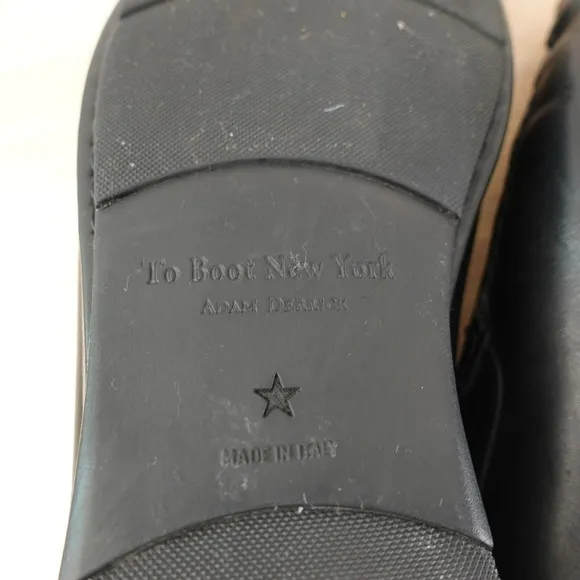 To Boot New York
ADAM DERRICK
MADE IN ITALY